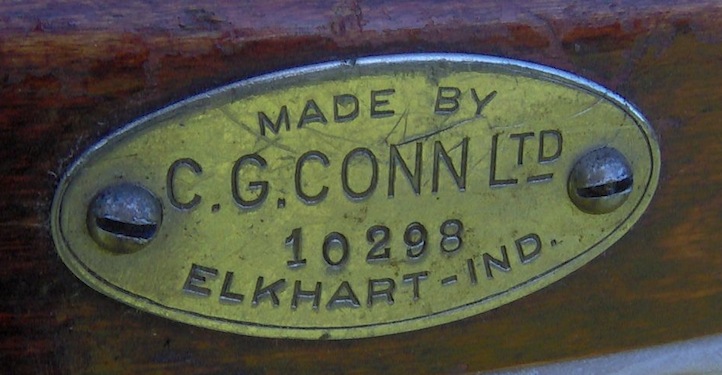 MADE BY
C.G. CONN LTD
10298
ELKHART-IND.